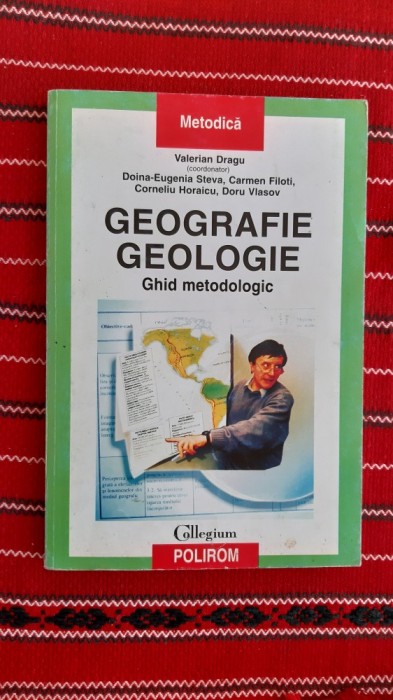 Metodică
Valerian Dragu
(coordonator)
Doina-Eugenia Steva, Carmen Filoti,
Corneliu Horaicu, Doru Vlasov
GEOGRAFIE
GEOLOGIE
Ghid metodologic
Collegium
POLIROM